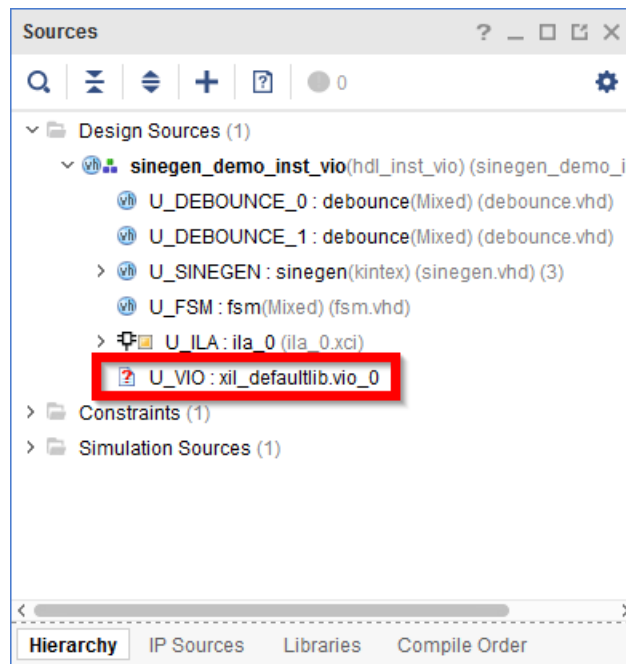 Sources
0
Design Sources (1)
sinegen_demo_inst_vio(hdl_inst_vio) (sinegen_demo_i
U_DEBOUNCE_0 : debounce(Mixed) (debounce.vhd)
U_DEBOUNCE_1 : debounce(Mixed) (debounce.vhd)
U_SINEGEN : sinegen(kintex) (sinegen.vhd) (3)
U_FSM : fsm(Mixed) (fsm.vhd)
U_ILA : ila_0 (ila_0.xci)
U_VIO : xil_defaultlib.vio_0
Constraints (1)
Simulation Sources (1)
Hierarchy IP Sources Libraries Compile Order